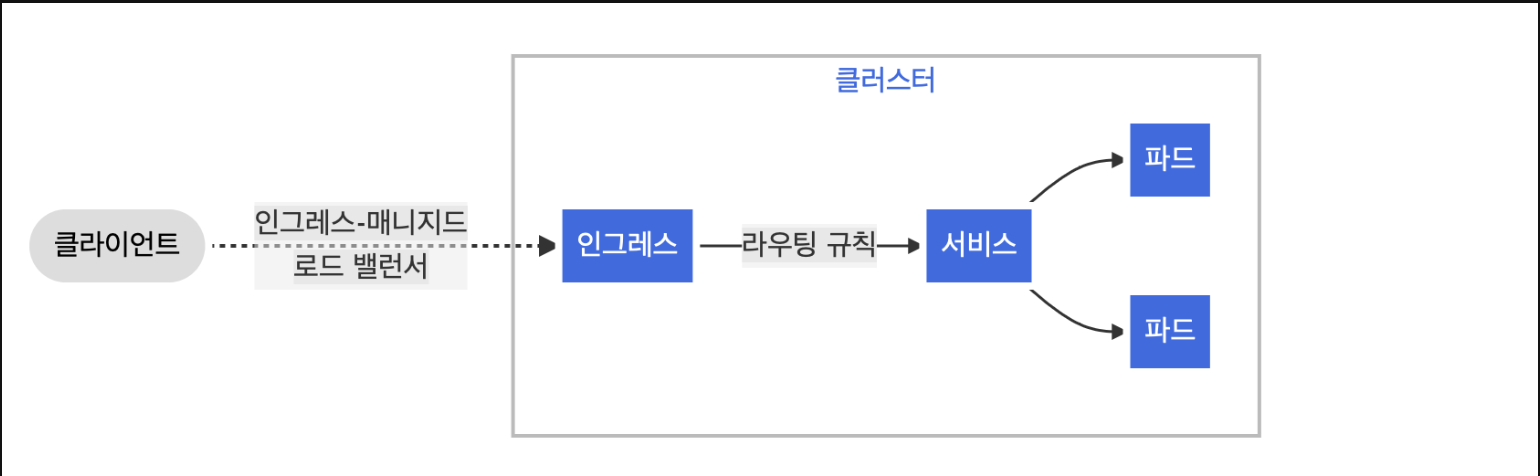 클러스터
클라이언트
인그레스-매니지드
로드 밸런서
인그레스
라우팅 규칙
서비스
파드
파드